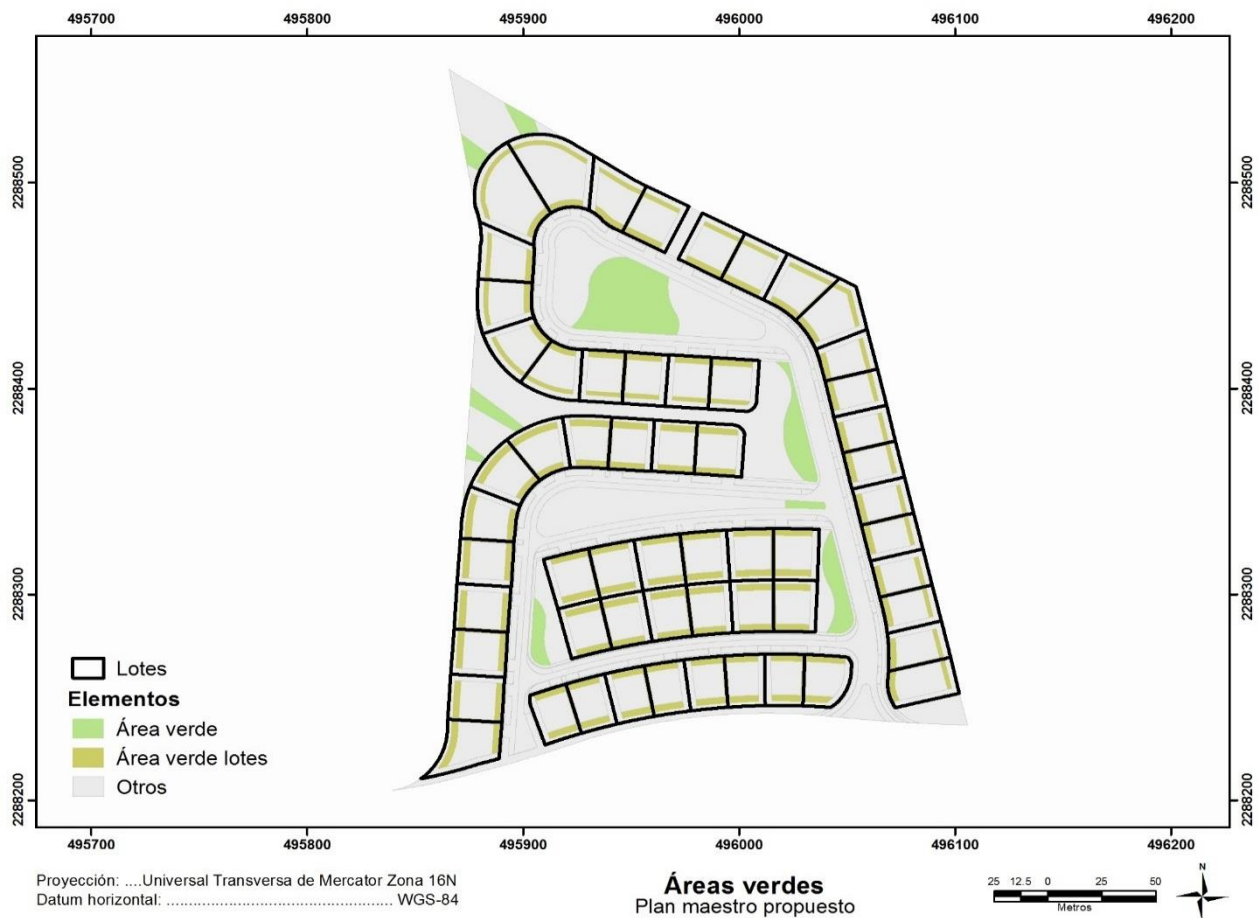 495700 495800 495900 496000 496100 496200
2288500 2288500
2288400 2288400
2288300 2288300
2288200 2288200
Lotes
Elementos
Área verde
Área verde lotes
Otros
495700 495800 495900 496000 496100 496200
Proyección: ....Universal Transversa de Mercator Zona 16N
Datum horizontal: ................................................. WGS-84
Áreas verdes
Plan maestro propuesto
25 12.5 0 25 50
Metros
N